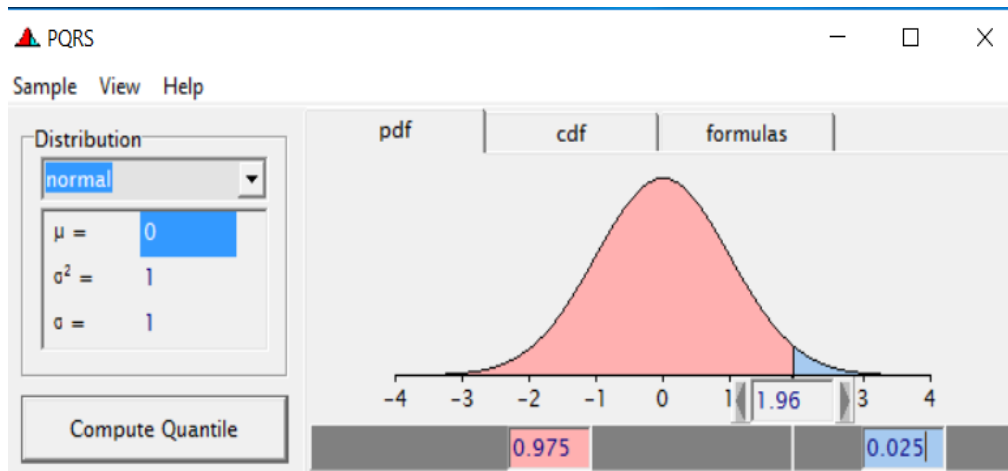 PQRS
Sample View Help
Distribution
normal
μ = 0
σ² = 1
σ = 1
Compute Quantile
pdf cdf formulas
-4 -3 -2 -1 0 1 1.96 3 4
0.975 0.025